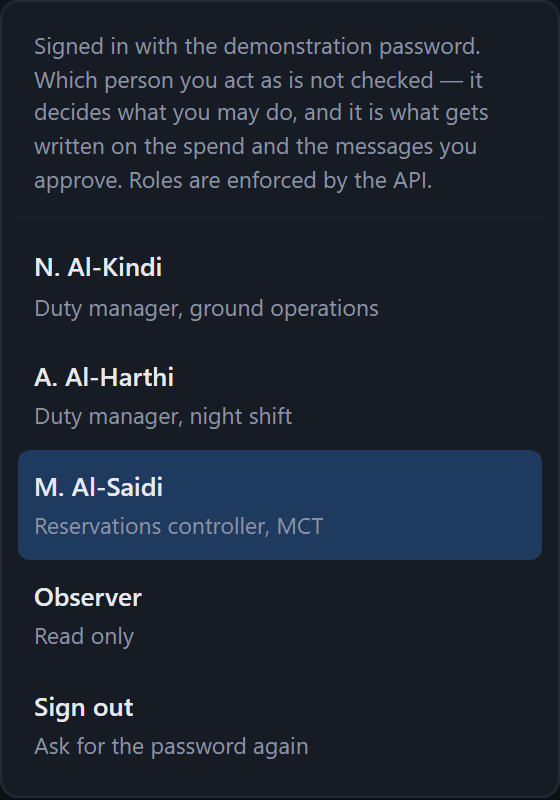 Signed in with the demonstration password.
Which person you act as is not checked — it
decides what you may do, and it is what gets
written on the spend and the messages you
approve. Roles are enforced by the API.
N. Al-Kindi
Duty manager, ground operations
A. Al-Harthi
Duty manager, night shift
M. Al-Saidi
Reservations controller, MCT
Observer
Read only
Sign out
Ask for the password again